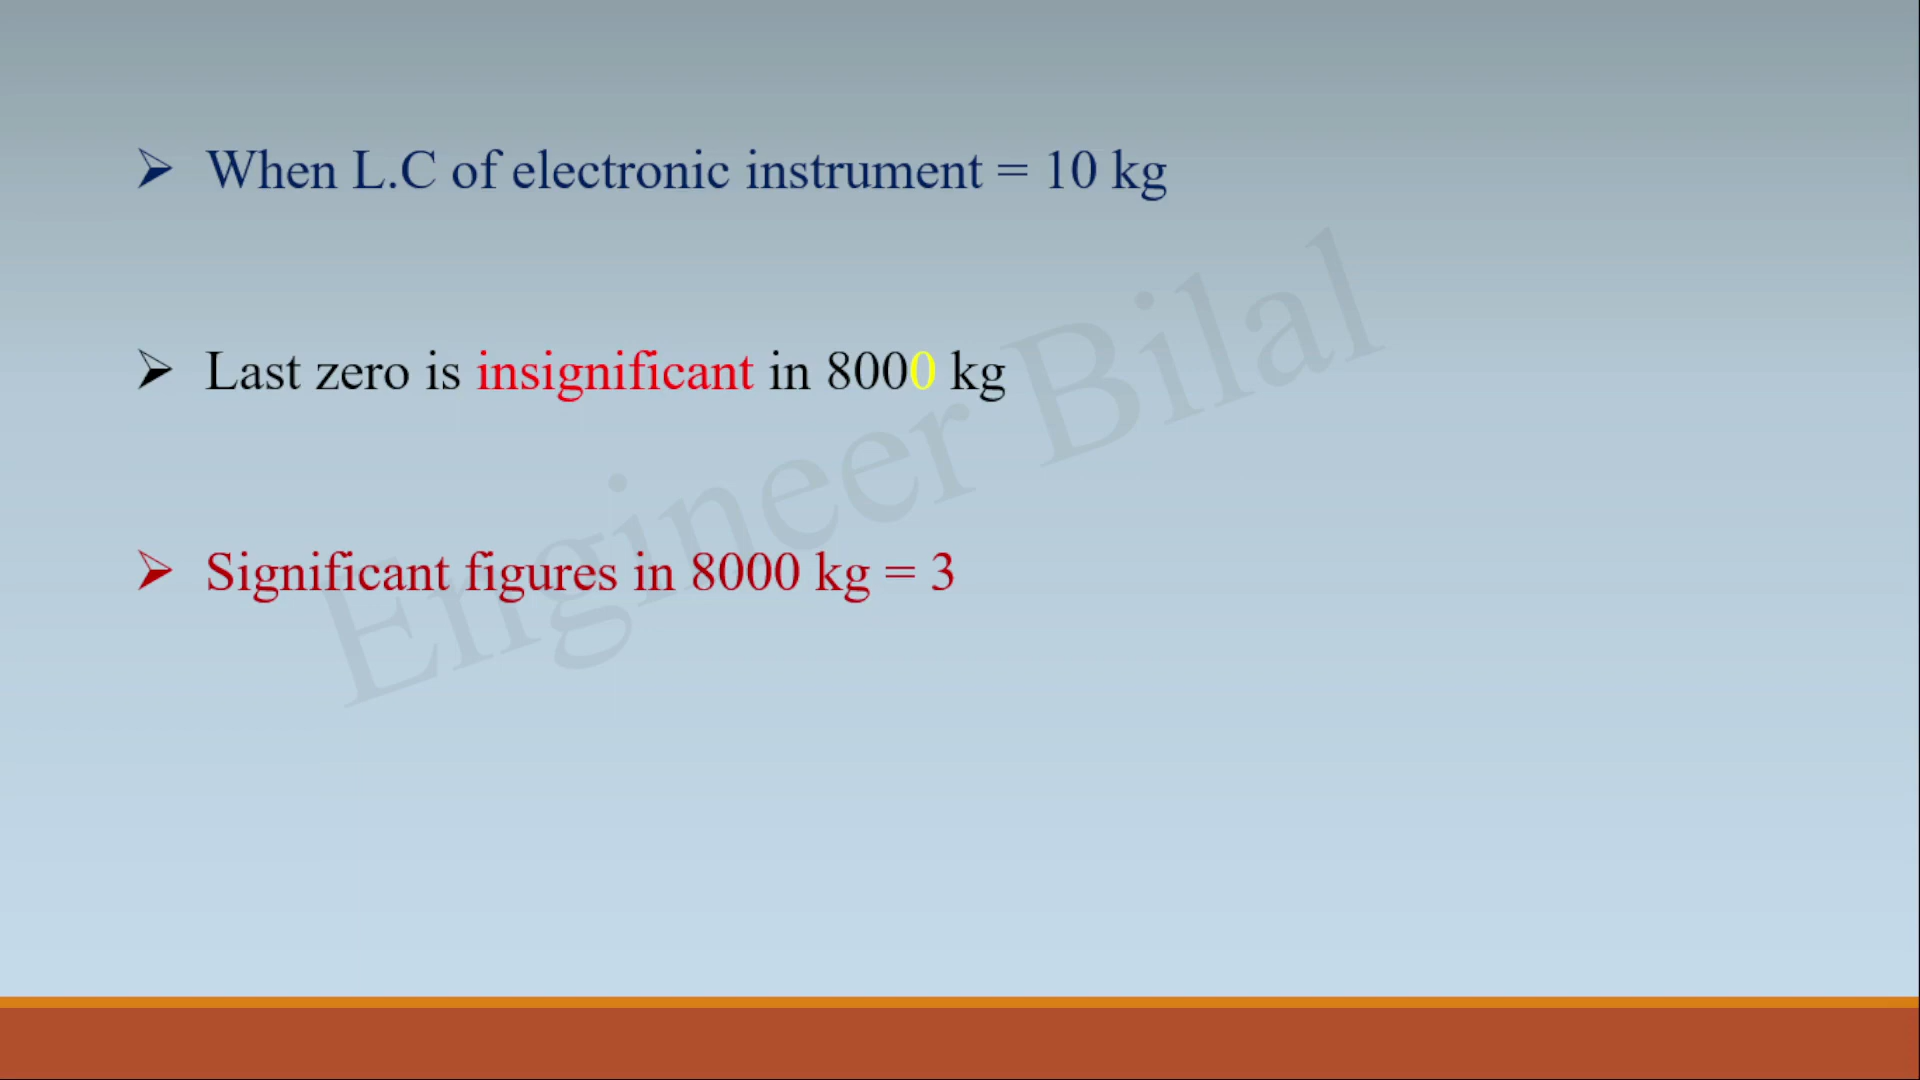 ➢ When L.C of electronic instrument = 10 kg
➢ Last zero is insignificant in 8000 kg
➢ Significant figures in 8000 kg = 3
Engineer Bilal